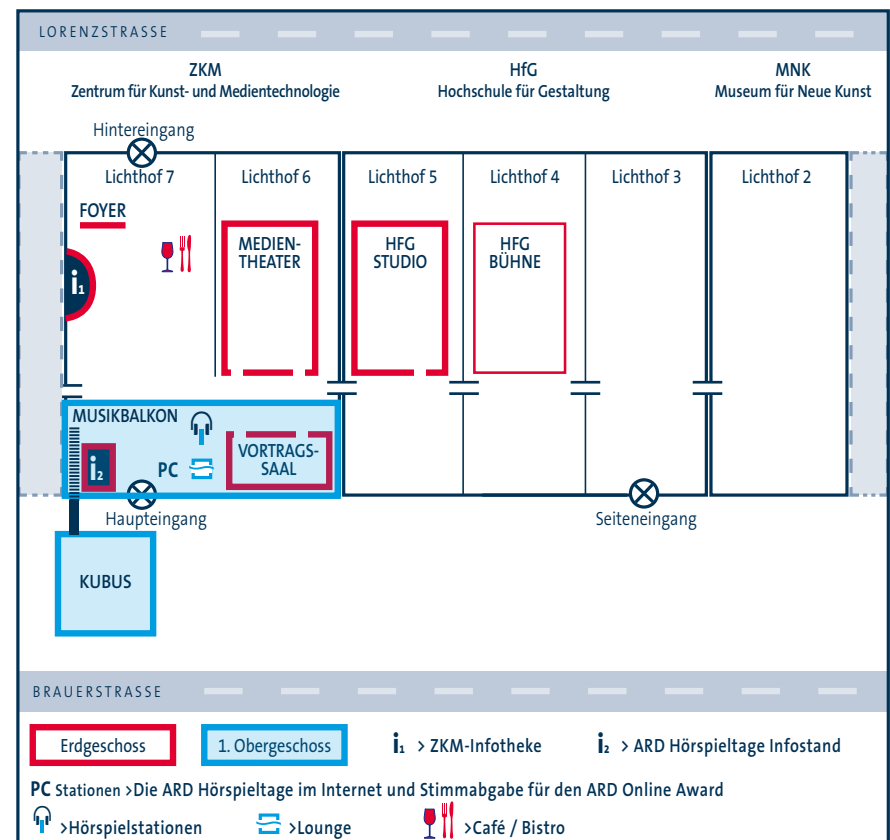 LORENZSTRASSE
ZKM
Zentrum für Kunst- und Medientechnologie
HfG
Hochschule für Gestaltung
MNK
Museum für Neue Kunst
Hintereingang
Lichthof 7
Lichthof 6
Lichthof 5
Lichthof 4
Lichthof 3
Lichthof 2
FOYER
MEDIEN-
THEATER
HFG
STUDIO
HFG
BÜHNE
i1
MUSIKBALKON
i2
PC
VORTRAGS-
SAAL
Haupteingang
Seiteneingang
KUBUS
BRAUERSTRASSE
Erdgeschoss
1. Obergeschoss
i1 > ZKM-Infotheke
i2 > ARD Hörspieltage Infostand
PC Stationen >Die ARD Hörspieltage im Internet und Stimmabgabe für den ARD Online Award
>Hörspielstationen
>Lounge
>Café / Bistro